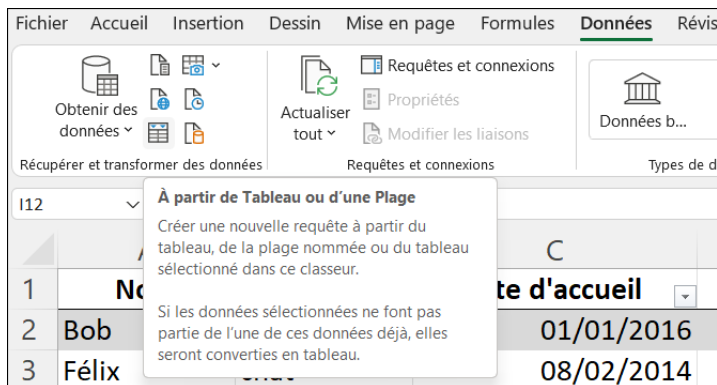 Fichier Accueil Insertion Dessin Mise en page Formules Données Révis
Obtenir des
données
Actualiser
tout
Requêtes et connexions
Propriétés
Modifier les liaisons
Données b...
Récupérer et transformer des données Requêtes et connexions Types de d
I12
À partir de Tableau ou d'une Plage
Créer une nouvelle requête à partir du
tableau, de la plage nommée ou du tableau
sélectionné dans ce classeur.
Si les données sélectionnées ne font pas
partie de l'une de ces données déjà, elles
seront converties en tableau.
C
1 No te d'accueil
2 Bob 01/01/2016
3 Félix 08/02/2014